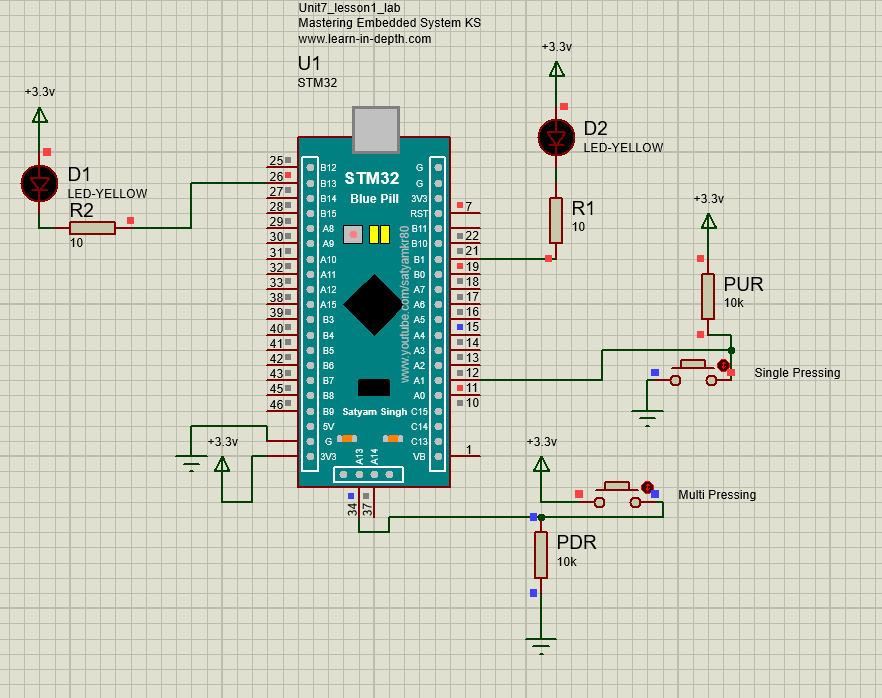 Unit7_lesson1_lab
Mastering Embedded System KS
www.learn-in-depth.com
U1
STM32
+3.3v
D1
LED-YELLOW
R2
10
+3.3v
D2
LED-YELLOW
R1
10
+3.3v
PUR
10k
Single Pressing
STM32
Blue Pill
www.youtube.com/satyamkr80
Satyam Singh
25 B12
26 B13
27 B14
28 B15
29 A8
30 A9
31 A10
32 A11
33 A12
38 A15
39 B3
40 B4
41 B5
42 B6
43 B7
45 B8
46 B9
5V
G
3V3
G
G
3V3
RST 7
B11
B10 22
B1 21
B0 19
A7 18
A6 17
A5 16
A4 15
A3 14
A2 13
A1 12
A0 11
C15 10
C14
C13
VB 1
A13
A14
34
37
+3.3v
+3.3v
Multi Pressing
PDR
10k